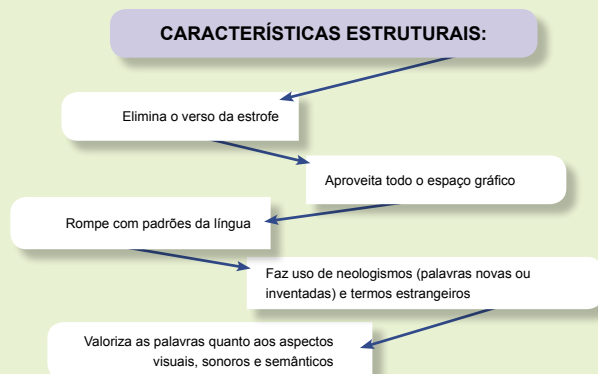 CARACTERÍSTICAS ESTRUTURAIS:
Elimina o verso da estrofe
Aproveita todo o espaço gráfico
Rompe com padrões da língua
Faz uso de neologismos (palavras novas ou
inventadas) e termos estrangeiros
Valoriza as palavras quanto aos aspectos
visuais, sonoros e semânticos